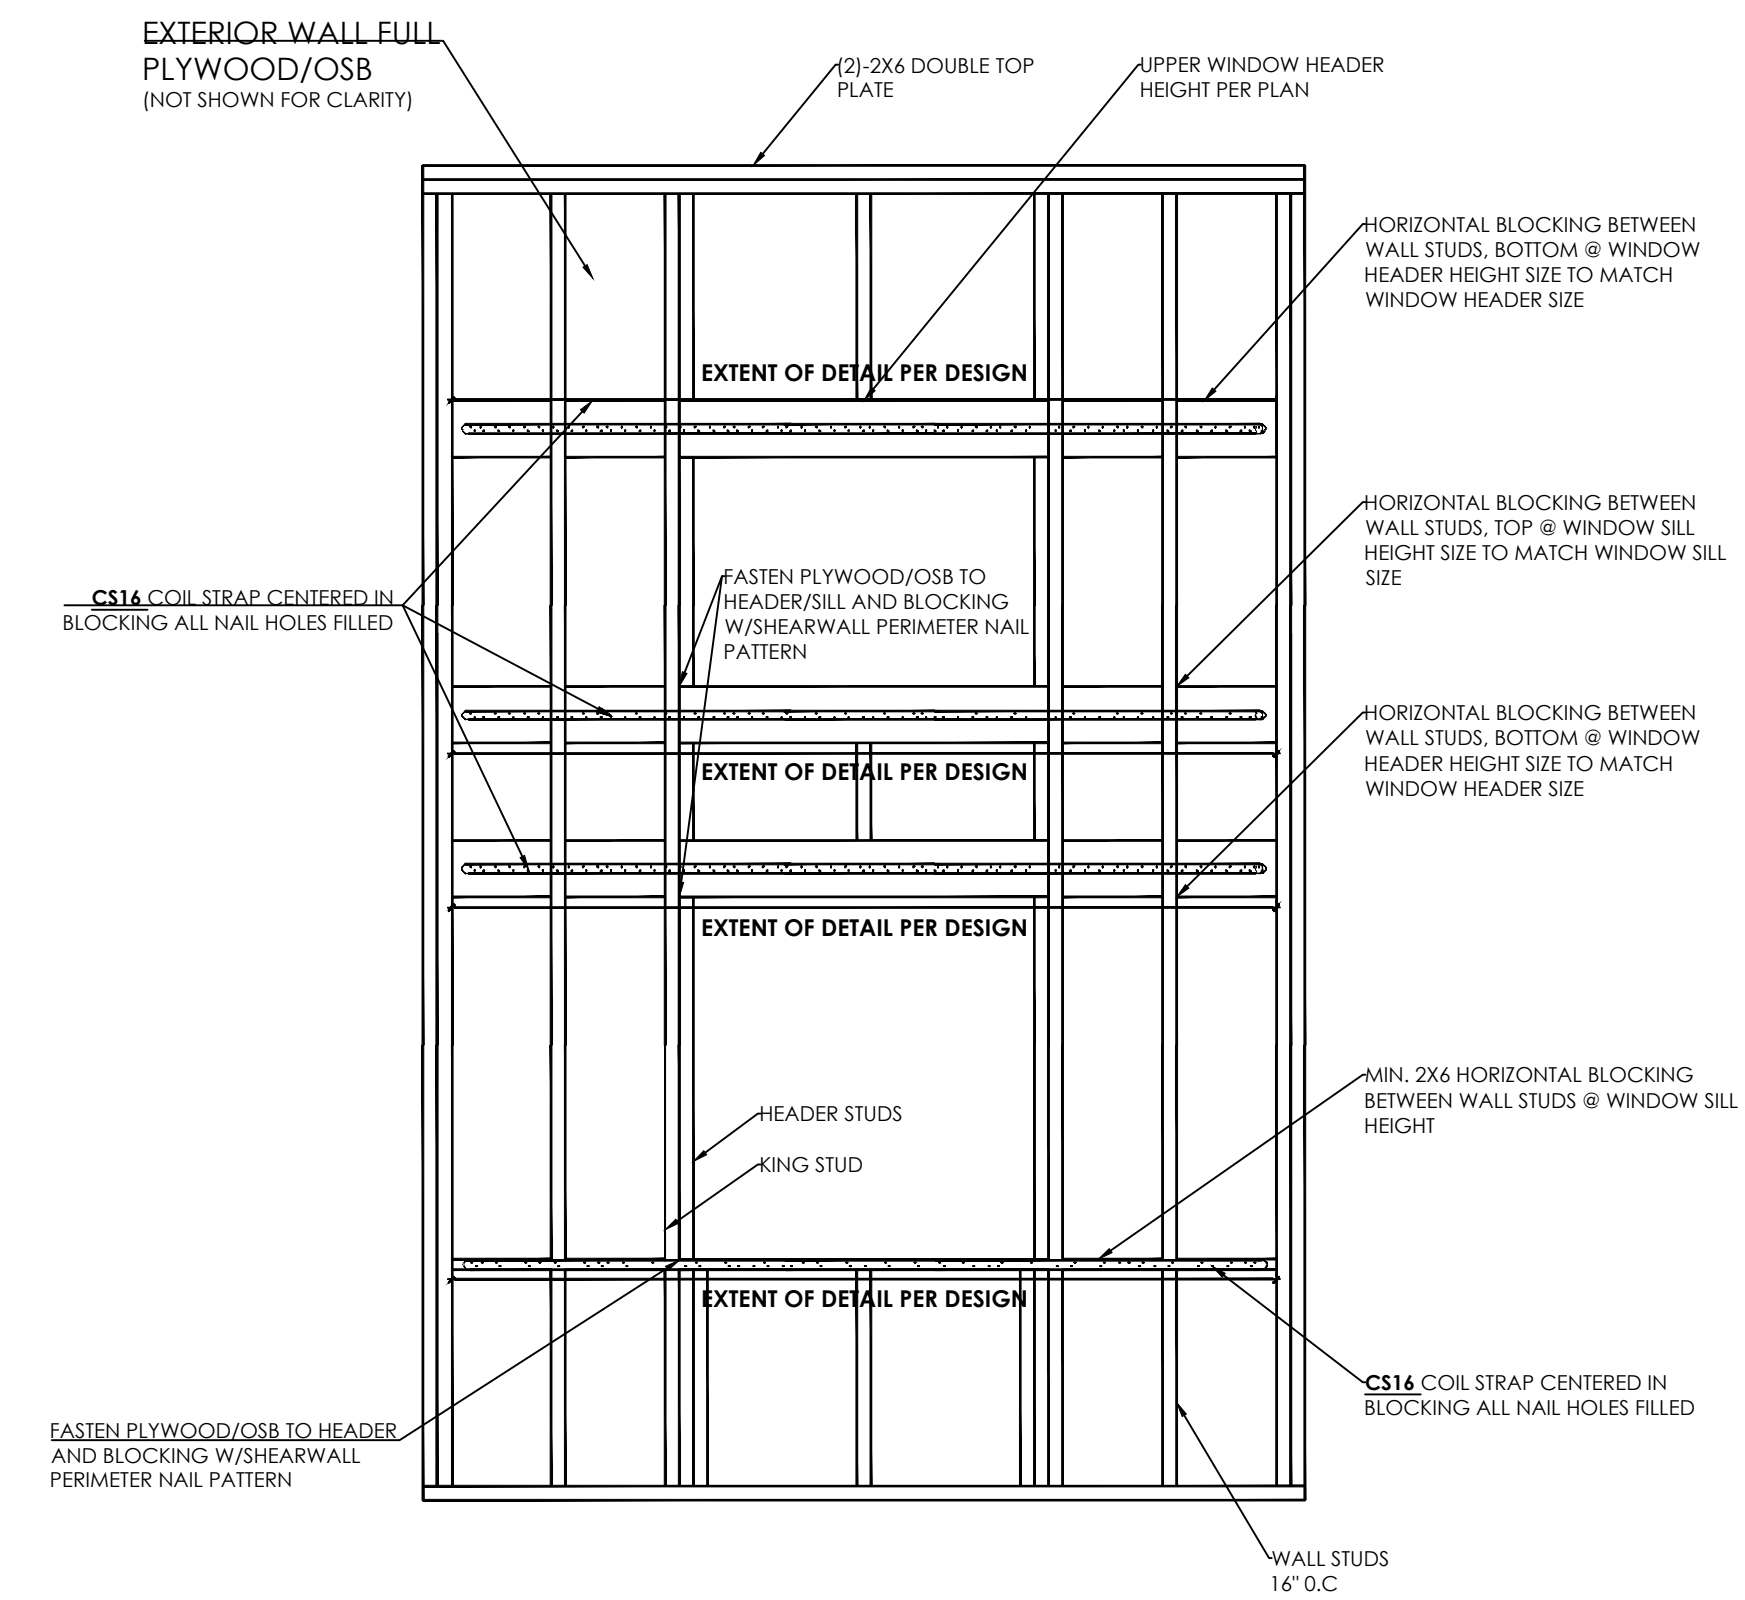 EXTERIOR WALL FULL
PLYWOOD/OSB
(NOT SHOWN FOR CLARITY)
(2)-2X6 DOUBLE TOP
PLATE
UPPER WINDOW HEADER
HEIGHT PER PLAN
HORIZONTAL BLOCKING BETWEEN
WALL STUDS, BOTTOM @ WINDOW
HEADER HEIGHT SIZE TO MATCH
WINDOW HEADER SIZE
EXTENT OF DETAIL PER DESIGN
HORIZONTAL BLOCKING BETWEEN
WALL STUDS, TOP @ WINDOW SILL
HEIGHT SIZE TO MATCH WINDOW SILL
SIZE
CS16 COIL STRAP CENTERED IN
BLOCKING ALL NAIL HOLES FILLED
FASTEN PLYWOOD/OSB TO
HEADER/SILL AND BLOCKING
W/SHEARWALL PERIMETER NAIL
PATTERN
HORIZONTAL BLOCKING BETWEEN
WALL STUDS, BOTTOM @ WINDOW
HEADER HEIGHT SIZE TO MATCH
WINDOW HEADER SIZE
EXTENT OF DETAIL PER DESIGN
EXTENT OF DETAIL PER DESIGN
MIN. 2X6 HORIZONTAL BLOCKING
BETWEEN WALL STUDS @ WINDOW SILL
HEIGHT
HEADER STUDS
KING STUD
EXTENT OF DETAIL PER DESIGN
CS16 COIL STRAP CENTERED IN
BLOCKING ALL NAIL HOLES FILLED
FASTEN PLYWOOD/OSB TO HEADER
AND BLOCKING W/SHEARWALL
PERIMETER NAIL PATTERN
WALL STUDS
16" 0.C